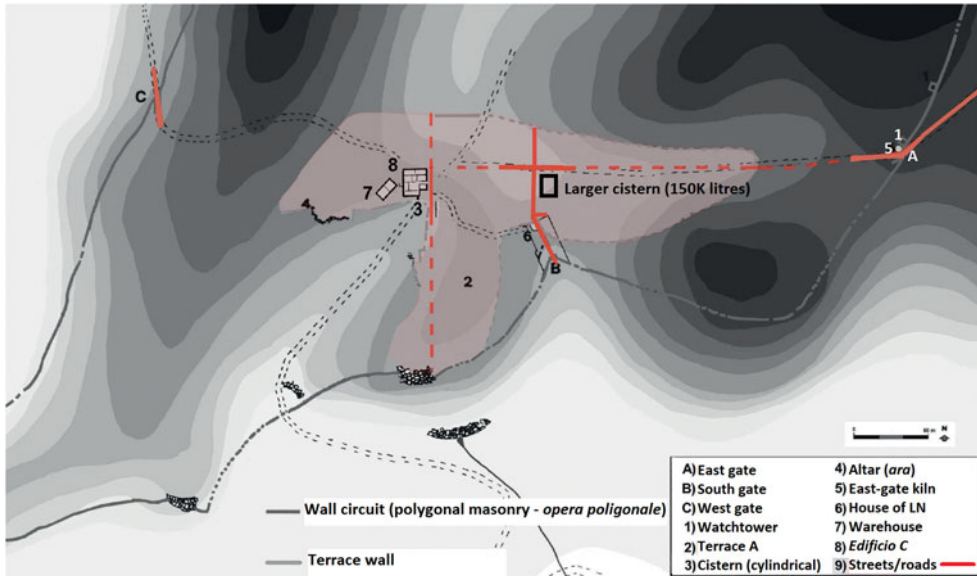 C
1
5
A
8
7
3
4
Larger cistern (150K litres)
6
B
2
N
Wall circuit (polygonal masonry - opera poligonale)
Terrace wall
A) East gate
B) South gate
C) West gate
1) Watchtower
2) Terrace A
3) Cistern (cylindrical)
4) Altar (ara)
5) East-gate kiln
6) House of LN
7) Warehouse
8) Edificio C
9) Streets/roads